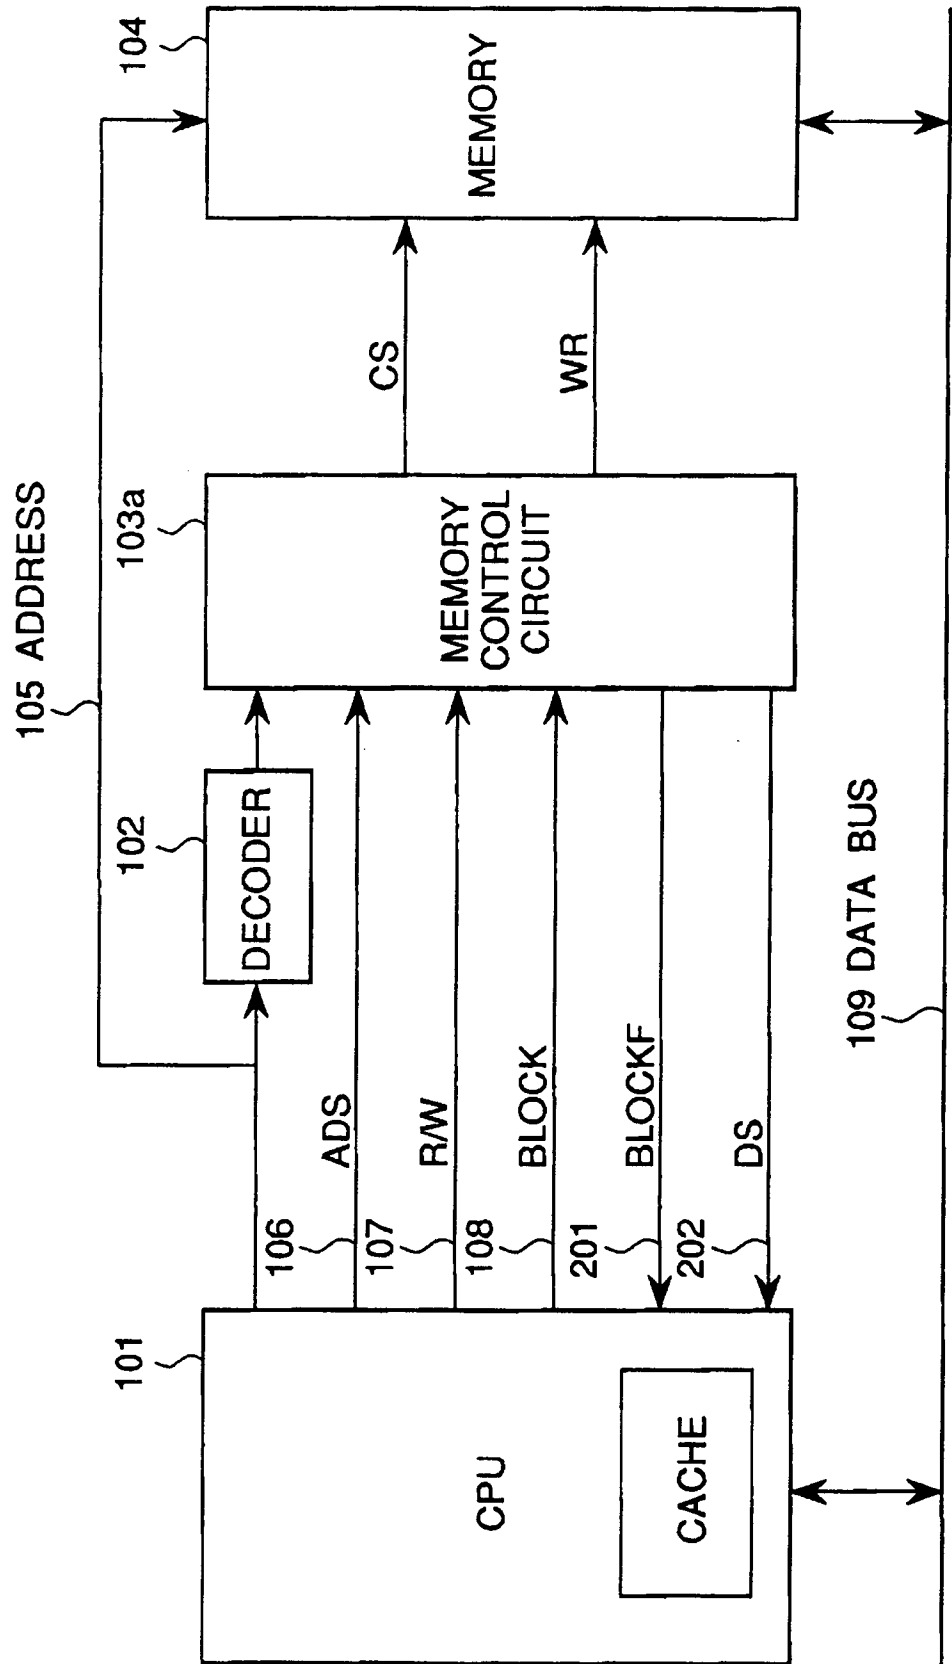 105 ADDRESS
101
102
103a
104
CPU
CACHE
DECODER
MEMORY
CONTROL
CIRCUIT
MEMORY
106
ADS
107
R/W
108
BLOCK
201
BLOCKF
202
DS
CS
WR
109 DATA BUS